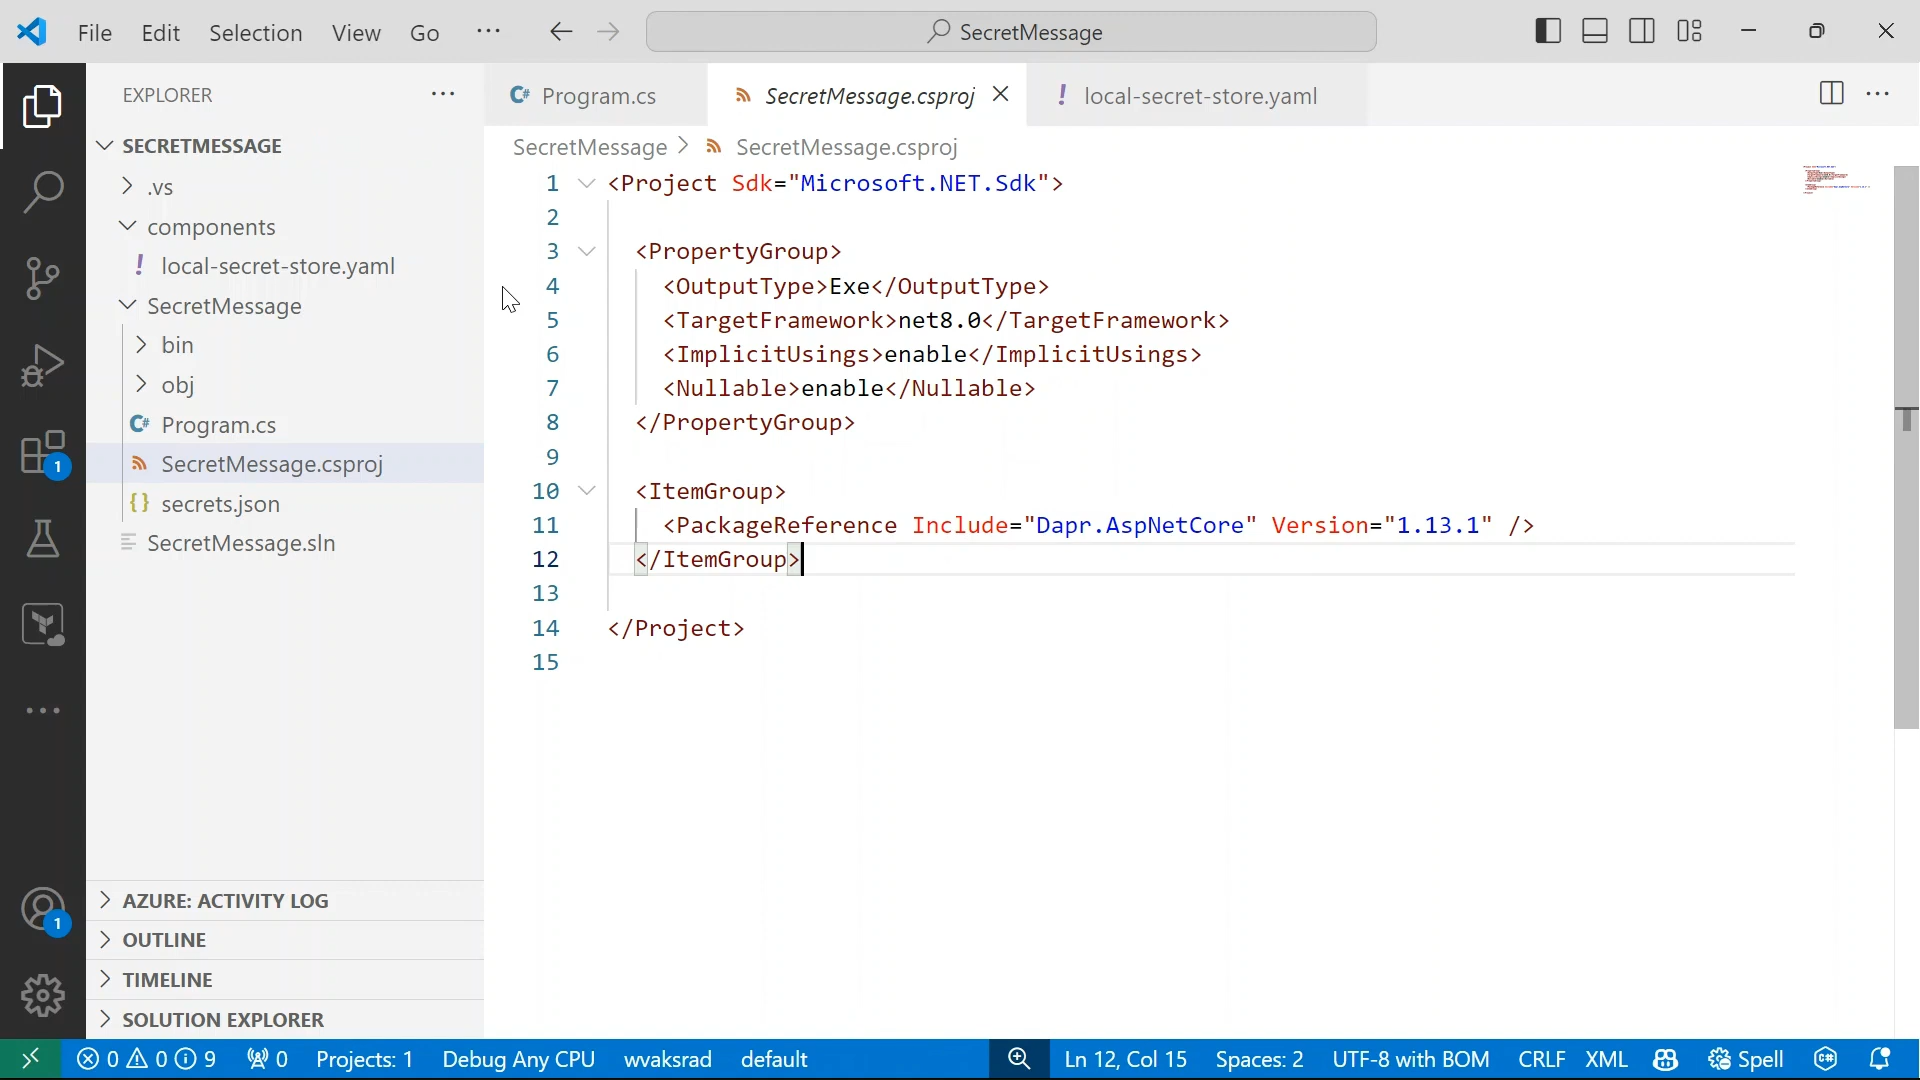 File Edit Selection View Go ··· SecretMessage
EXPLORER ···
SECRETMESSAGE
.vs
components
! local-secret-store.yaml
SecretMessage
bin
obj
C# Program.cs
SecretMessage.csproj
{} secrets.json
SecretMessage.sln
AZURE: ACTIVITY LOG
OUTLINE
TIMELINE
SOLUTION EXPLORER
1
1
C# Program.cs SecretMessage.csproj ! local-secret-store.yaml ···
SecretMessage > SecretMessage.csproj
1 <Project Sdk="Microsoft.NET.Sdk">
2
3 <PropertyGroup>
4 <OutputType>Exe</OutputType>
5 <TargetFramework>net8.0</TargetFramework>
6 <ImplicitUsings>enable</ImplicitUsings>
7 <Nullable>enable</Nullable>
8 </PropertyGroup>
9
10 <ItemGroup>
11 <PackageReference Include="Dapr.AspNetCore" Version="1.13.1" />
12 </ItemGroup>
13
14 </Project>
15
0 0 9 0 Projects: 1 Debug Any CPU wvaksrad default Ln 12, Col 15 Spaces: 2 UTF-8 with BOM CRLF XML Spell